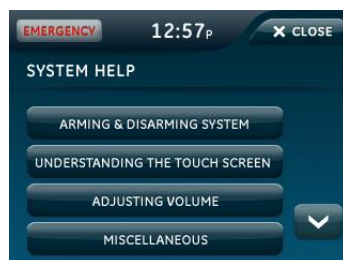 EMERGENCY 12:57P X CLOSE
SYSTEM HELP
ARMING & DISARMING SYSTEM
UNDERSTANDING THE TOUCH SCREEN
ADJUSTING VOLUME
MISCELLANEOUS